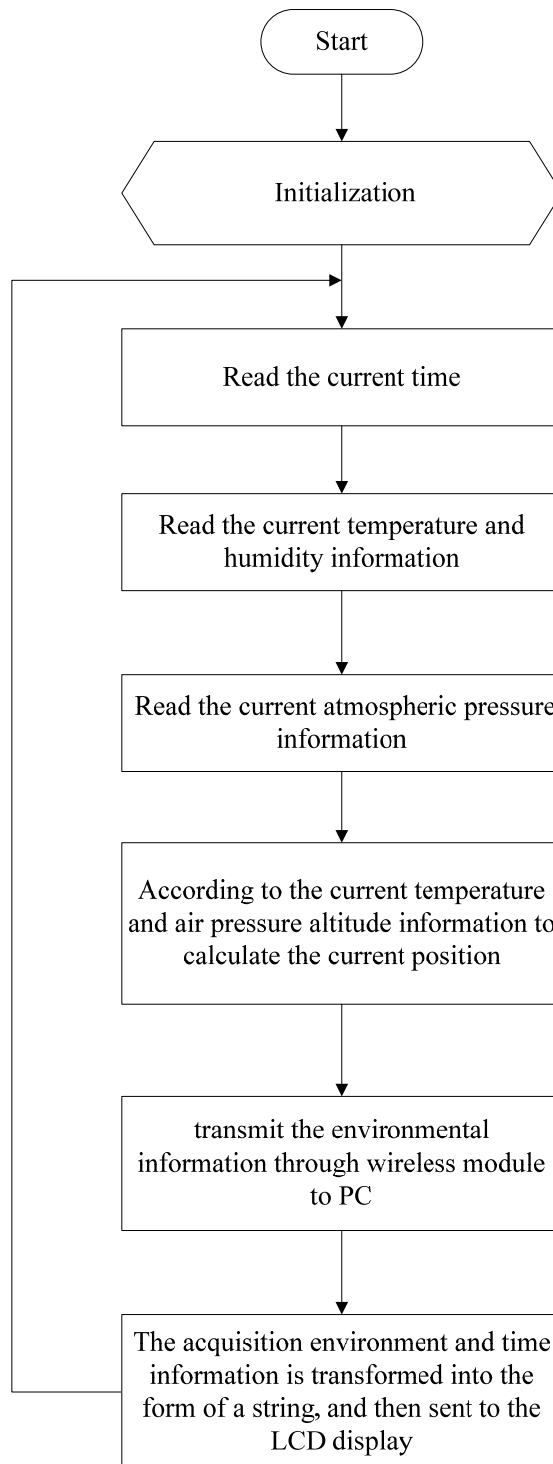 Start
Initialization
Read the current time
Read the current temperature and
humidity information
Read the current atmospheric pressure
information
According to the current temperature
and air pressure altitude information to
calculate the current position
transmit the environmental
information through wireless module
to PC
The acquisition environment and time
information is transformed into the
form of a string, and then sent to the
LCD display